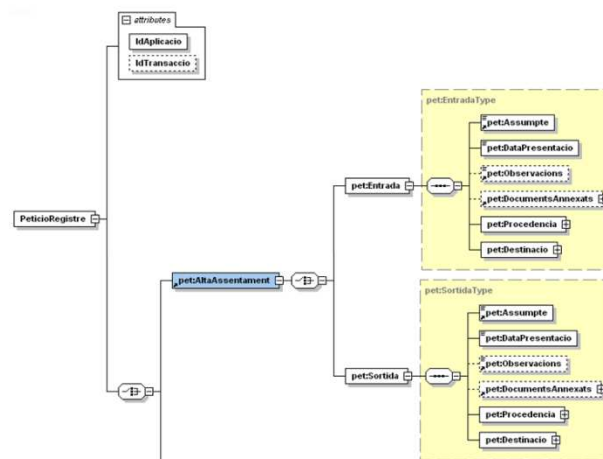 attributes
IdAplicacio
IdTransaccio
PeticioRegistre
pet:AltaAssentament
pet:Entrada
pet:EntradaType
pet:Assumpte
pet:DataPresentacio
pet:Observacions
pet:DocumentsAnnexats
pet:Procedencia
pet:Destinacio
pet:Sortida
pet:SortidaType
pet:Assumpte
pet:DataPresentacio
pet:Observacions
pet:DocumentsAnnexats
pet:Procedencia
pet:Destinacio